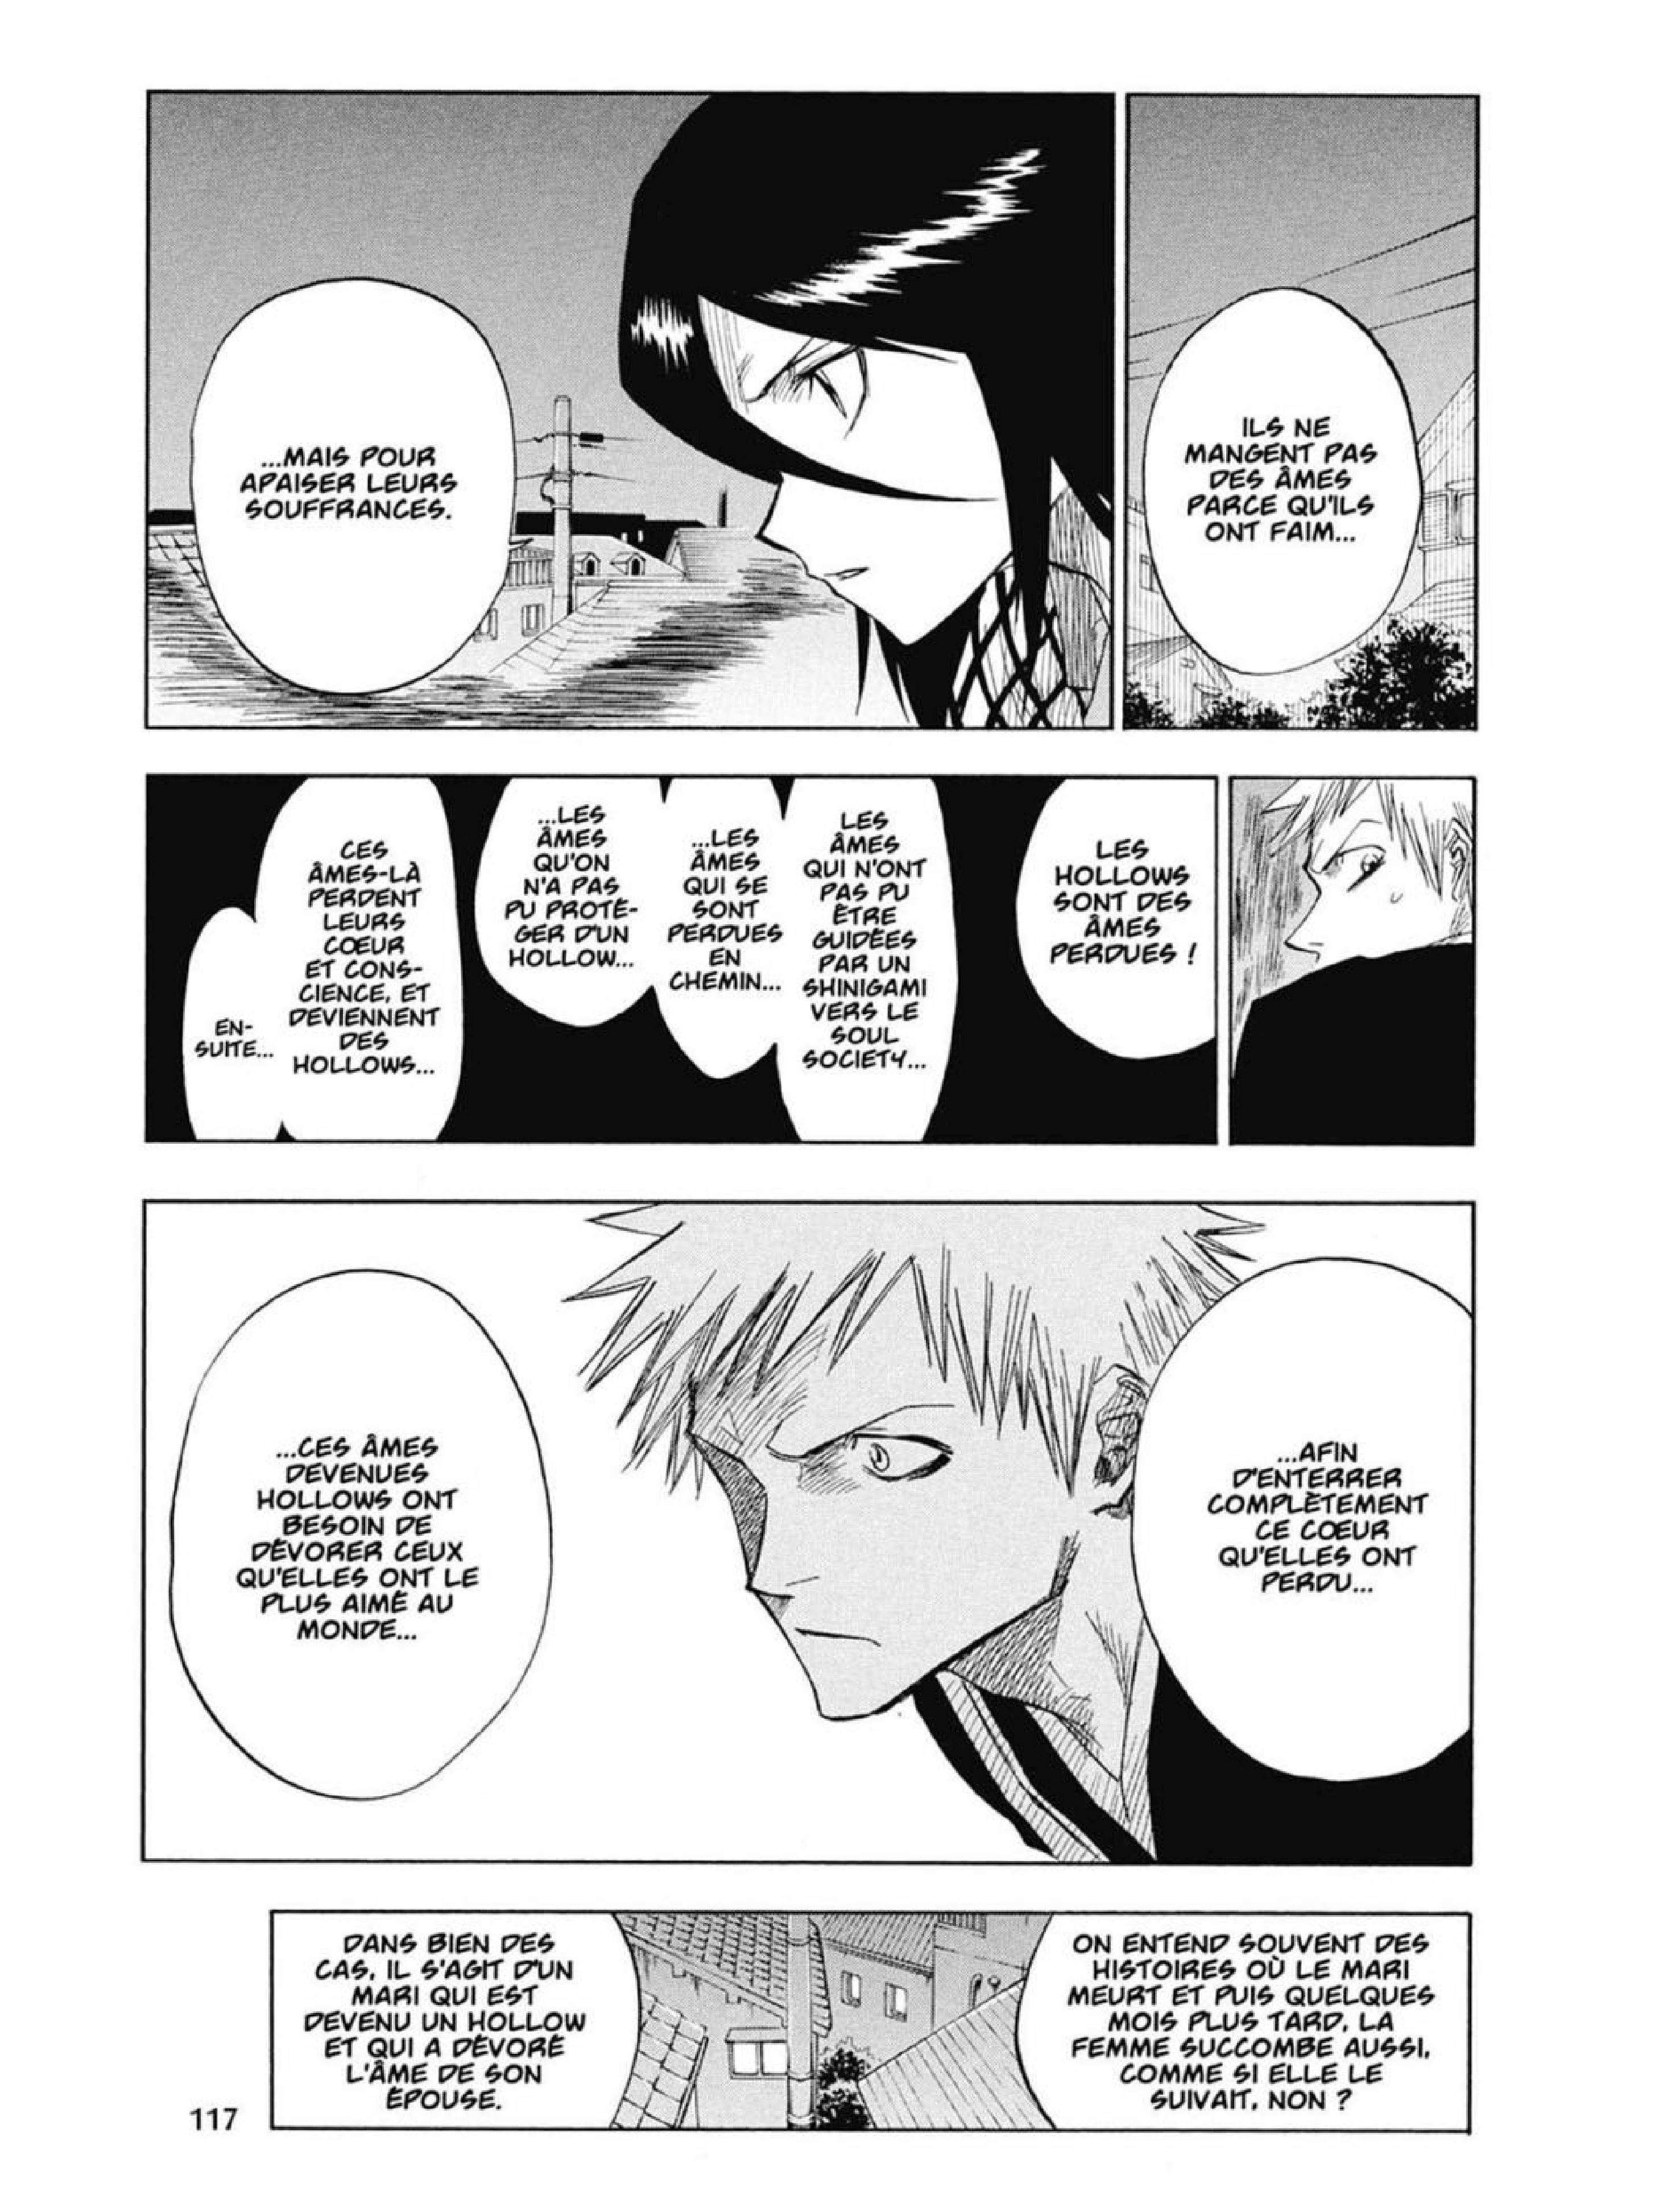 ILS NE
MANGENT PAS
DES ÂMES
PARCE QU'ILS
ONT FAIM...
...MAIS POUR
APAISER LEURS
SOUFFRANCES.
LES
HOLLOWS
SONT DES
ÂMES
PERDUES !
LES
ÂMES
QUI N'ONT
PAS PU
ÊTRE
GUIDÉES
PAR UN
SHINIGAMI
VERS LE
SOUL
SOCIETY...
...LES
ÂMES
QUI SE
SONT
PERDUES
EN
CHEMIN...
...LES
ÂMES
QU'ON
N'A PAS
PU PROTÉ-
GER D'UN
HOLLOW...
CES
ÂMES-LÀ
PERDENT
LEURS
COEUR
ET CONS-
CIENCE, ET
DEVIENNENT
DES
HOLLOWS...
EN-
SUITE...
...AFIN
D'ENTERRER
COMPLÈTEMENT
CE COEUR
QU'ELLES ONT
PERDU...
...CES ÂMES
DEVENUES
HOLLOWS ONT
BESOIN DE
DÉVORER CEUX
QU'ELLES ONT LE
PLUS AIMÉ AU
MONDE...
ON ENTEND SOUVENT DES
HISTOIRES OÙ LE MARI
MEURT ET PUIS QUELQUES
MOIS PLUS TARD, LA
FEMME SUCCOMBE AUSSI,
COMME SI ELLE LE
SUIVAIT, NON ?
DANS BIEN DES
CAS, IL S'AGIT D'UN
MARI QUI EST
DEVENU UN HOLLOW
ET QUI A DÉVORÉ
L'ÂME DE SON
ÉPOUSE.
117